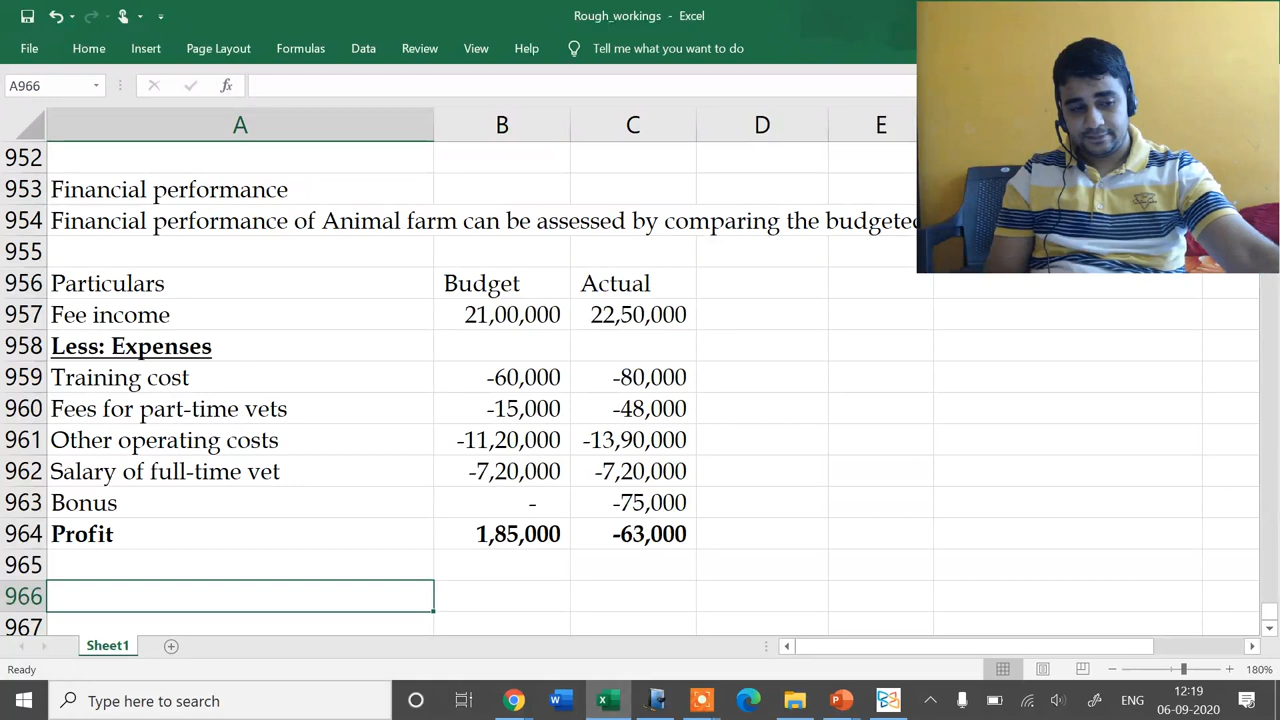 Rough_workings - Excel
File Home Insert Page Layout Formulas Data Review View Help Tell me what you want to do
A966 fx
A B C D E
952
953 Financial performance
954 Financial performance of Animal farm can be assessed by comparing the budgeted
955
956 Particulars Budget Actual
957 Fee income 21,00,000 22,50,000
958 Less: Expenses
959 Training cost -60,000 -80,000
960 Fees for part-time vets -15,000 -48,000
961 Other operating costs -11,20,000 -13,90,000
962 Salary of full-time vet -7,20,000 -7,20,000
963 Bonus - -75,000
964 Profit 1,85,000 -63,000
965
966
967
Sheet1
Ready 180%
Type here to search ENG 12:19
06-09-2020